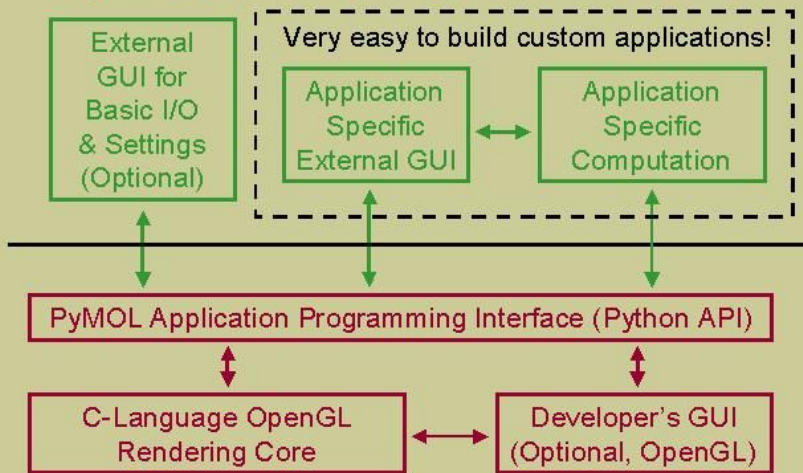 External
GUI for
Basic I/O
& Settings
(Optional)
Very easy to build custom applications!
Application
Specific
External GUI
Application
Specific
Computation
PyMOL Application Programming Interface (Python API)
C-Language OpenGL
Rendering Core
Developer's GUI
(Optional, OpenGL)